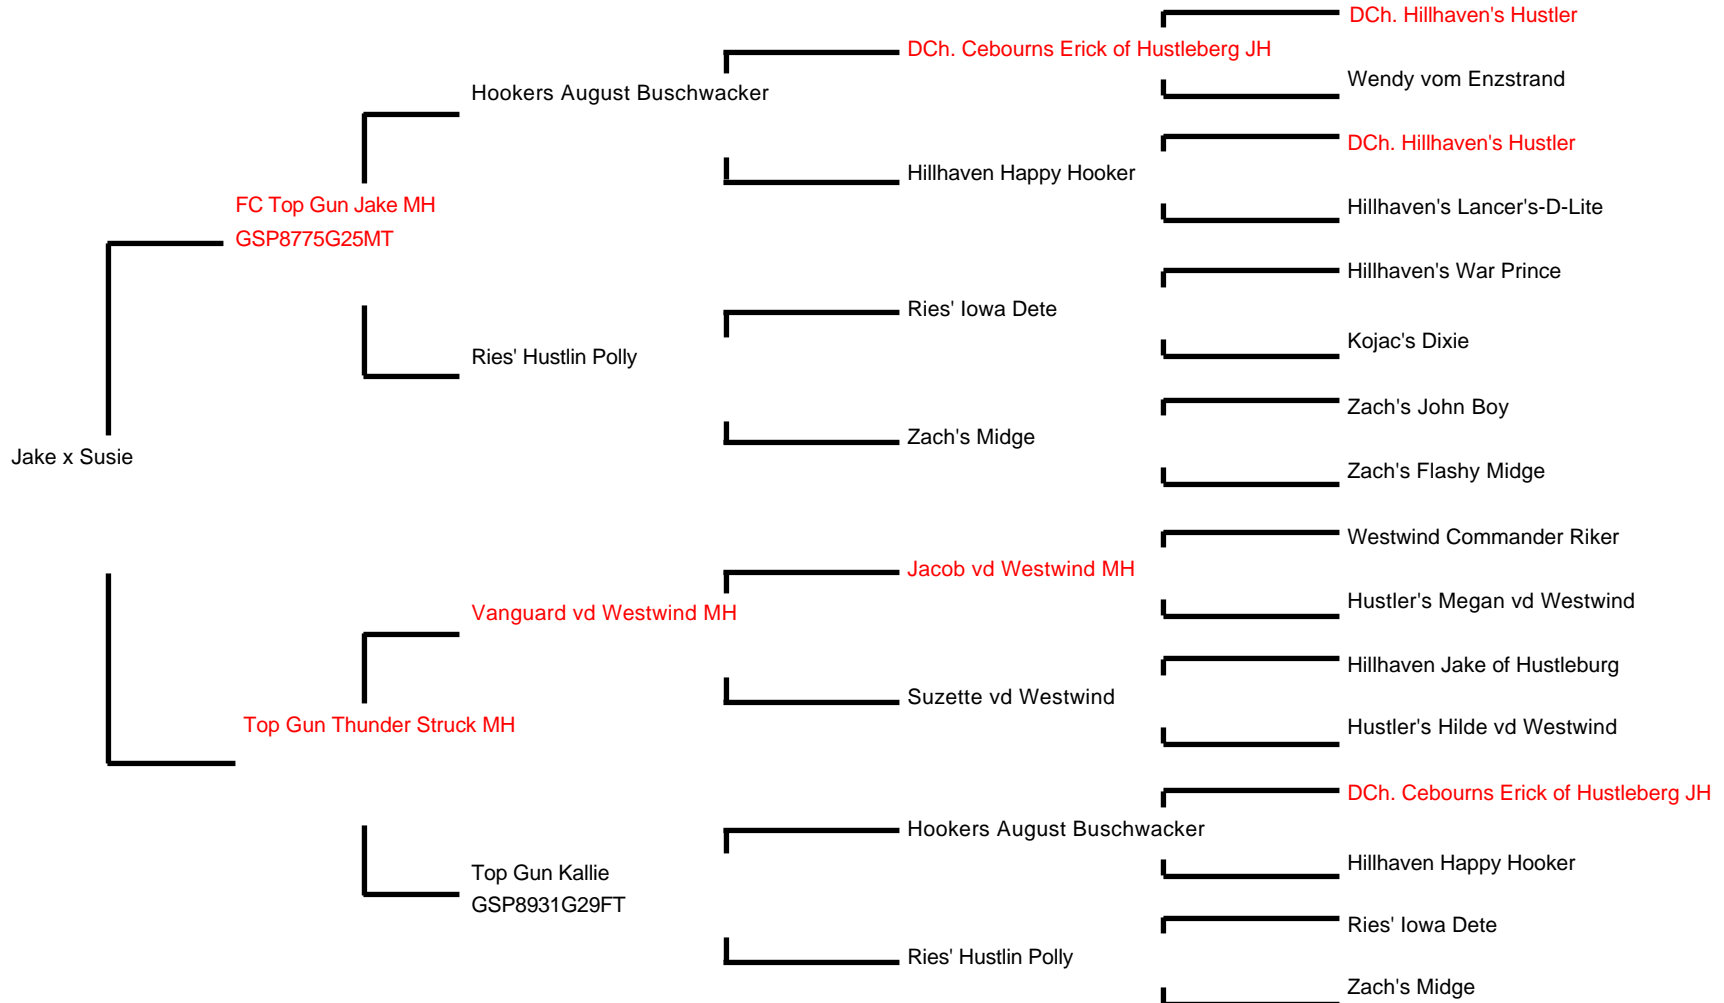 Jake x Susie
FC Top Gun Jake MH
GSP8775G25MT
Top Gun Thunder Struck MH
Hookers August Buschwacker
Ries' Hustlin Polly
Vanguard vd Westwind MH
Top Gun Kallie
GSP8931G29FT
DCh. Cebourns Erick of Hustleberg JH
Hillhaven Happy Hooker
Ries' Iowa Dete
Zach's Midge
Jacob vd Westwind MH
Suzette vd Westwind
Hookers August Buschwacker
Ries' Hustlin Polly
DCh. Hillhaven's Hustler
Wendy vom Enzstrand
DCh. Hillhaven's Hustler
Hillhaven's Lancer's-D-Lite
Hillhaven's War Prince
Kojac's Dixie
Zach's John Boy
Zach's Flashy Midge
Westwind Commander Riker
Hustler's Megan vd Westwind
Hillhaven Jake of Hustleburg
Hustler's Hilde vd Westwind
DCh. Cebourns Erick of Hustleberg JH
Hillhaven Happy Hooker
Ries' Iowa Dete
Zach's Midge